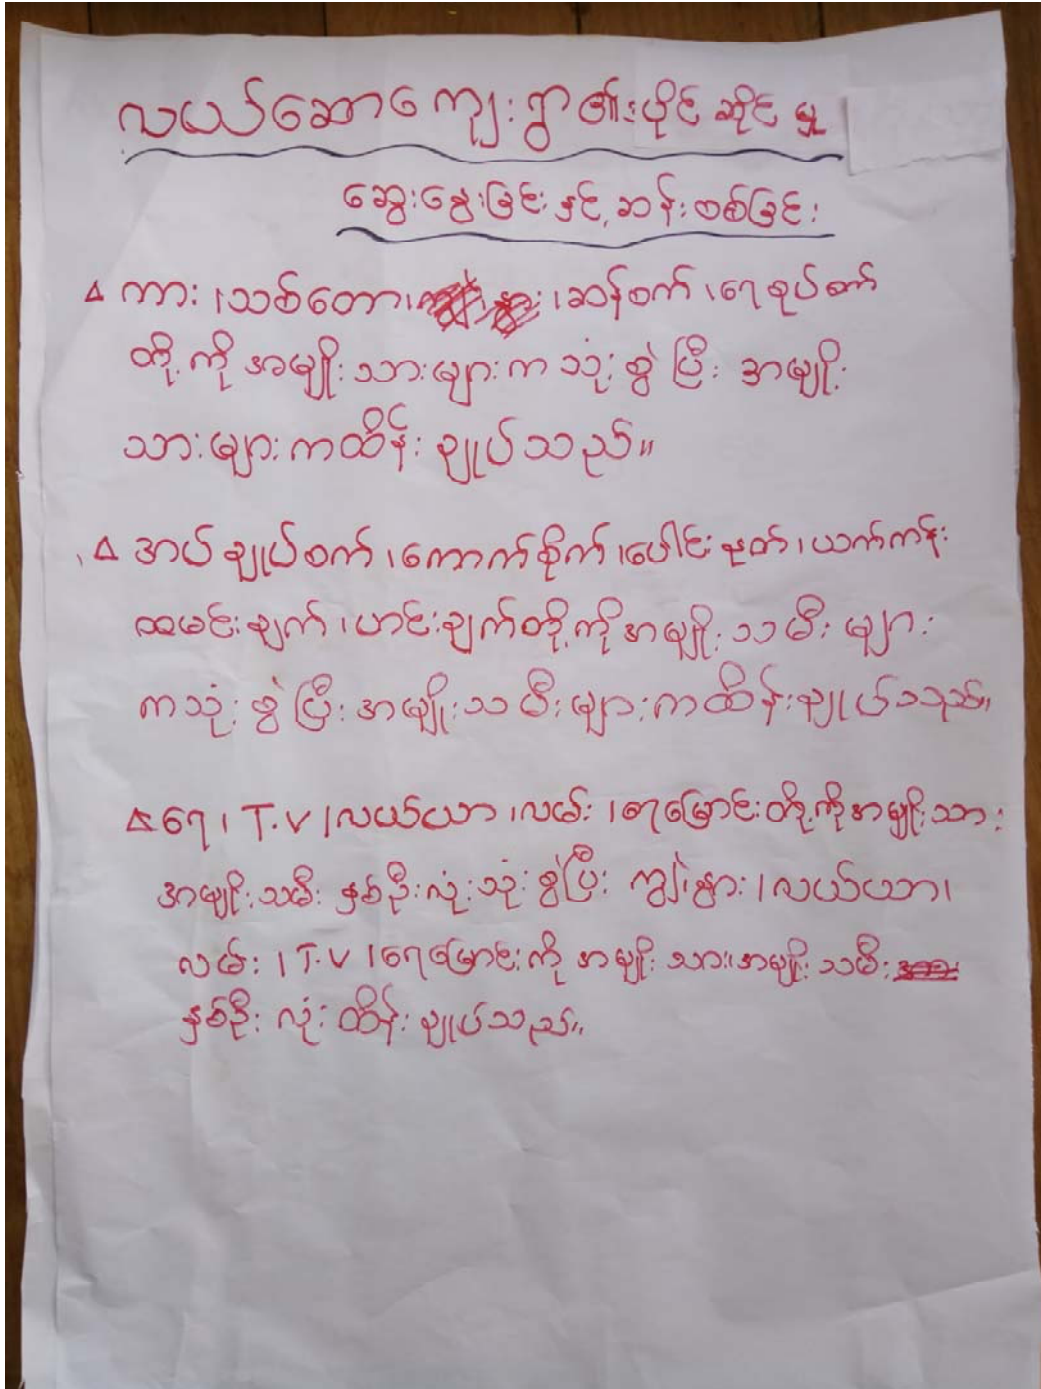 လယ်ဆောကျေးရွာ၏ပိုင်ဆိုင်မှု
ဆွေးနွေးခြင်းနှင့်ဆန်းစစ်ခြင်း
ကား၊သစ်တော၊ဆန်စက်၊ရေစုပ်စက်
တို့ကိုအမျိုးသားများကသုံးစွဲပြီးအမျိုး
သားများကထိန်းချုပ်သည်။
အပ်ချုပ်စက်၊ကောက်စိုက်၊ပေါင်းနုတ်၊ယက်ကန်း
ထမင်းချက်၊ဟင်းချက်တို့ကိုအမျိုးသမီးများ
ကသုံးစွဲပြီးအမျိုးသမီးများကထိန်းချုပ်သည်။
ရေ၊ T.V ၊လယ်ယာ၊လမ်း၊ရေမြောင်းတို့ကိုအမျိုးသား
အမျိုးသမီးနှစ်ဦးလုံးသုံးစွဲပြီး ကျွဲ၊နွား၊လယ်ယာ၊
လမ်း၊ T.V ၊ရေမြောင်းကိုအမျိုးသား၊အမျိုးသမီး
နှစ်ဦးလုံးထိန်းချုပ်သည်။